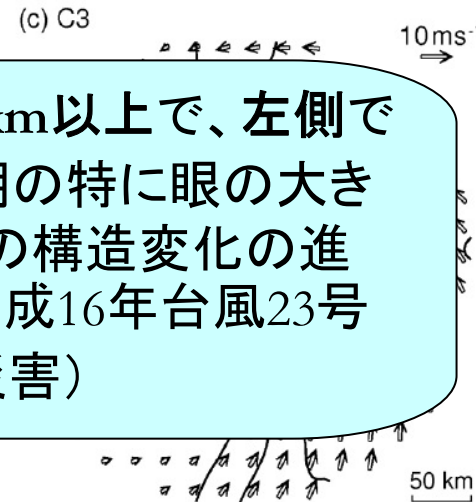 (c) C3
10ms-
km以上で、左側で
期の特に眼の大き
の構造変化の進
成16年台風23号
災害）
50 km